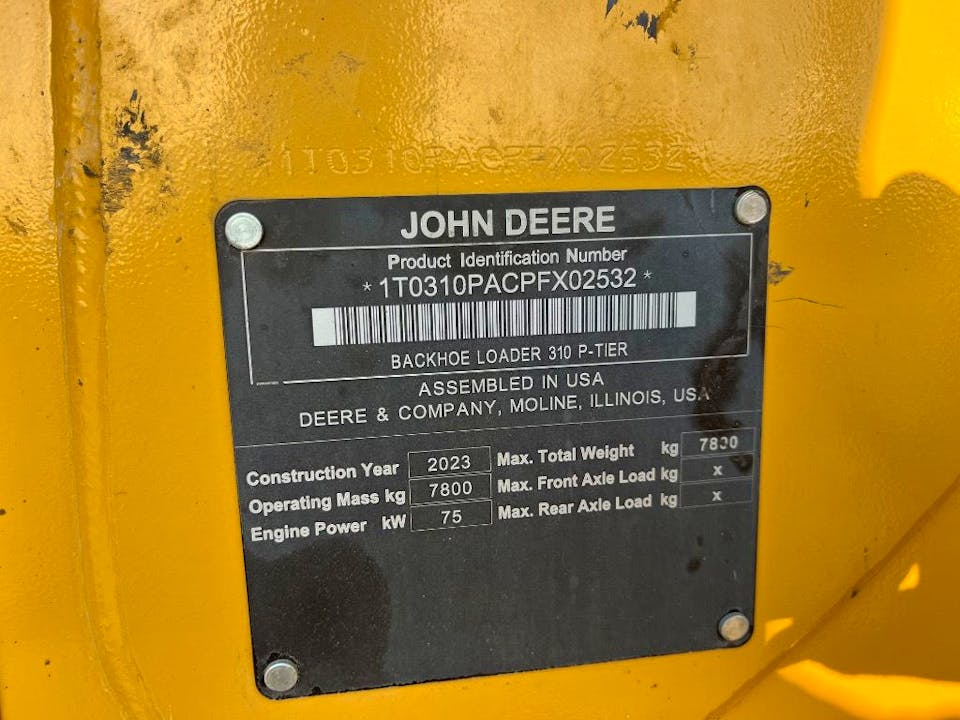 1T0310PACPFX02532
JOHN DEERE
Product Identification Number
*1T0310PACPFX02532*
BACKHOE LOADER 310 P-TIER
ASSEMBLED IN USA
DEERE & COMPANY, MOLINE, ILLINOIS, USA
Construction Year 2023 Max. Total Weight kg 7800
Operating Mass kg 7800 Max. Front Axle Load kg x
Engine Power kW 75 Max. Rear Axle Load kg x